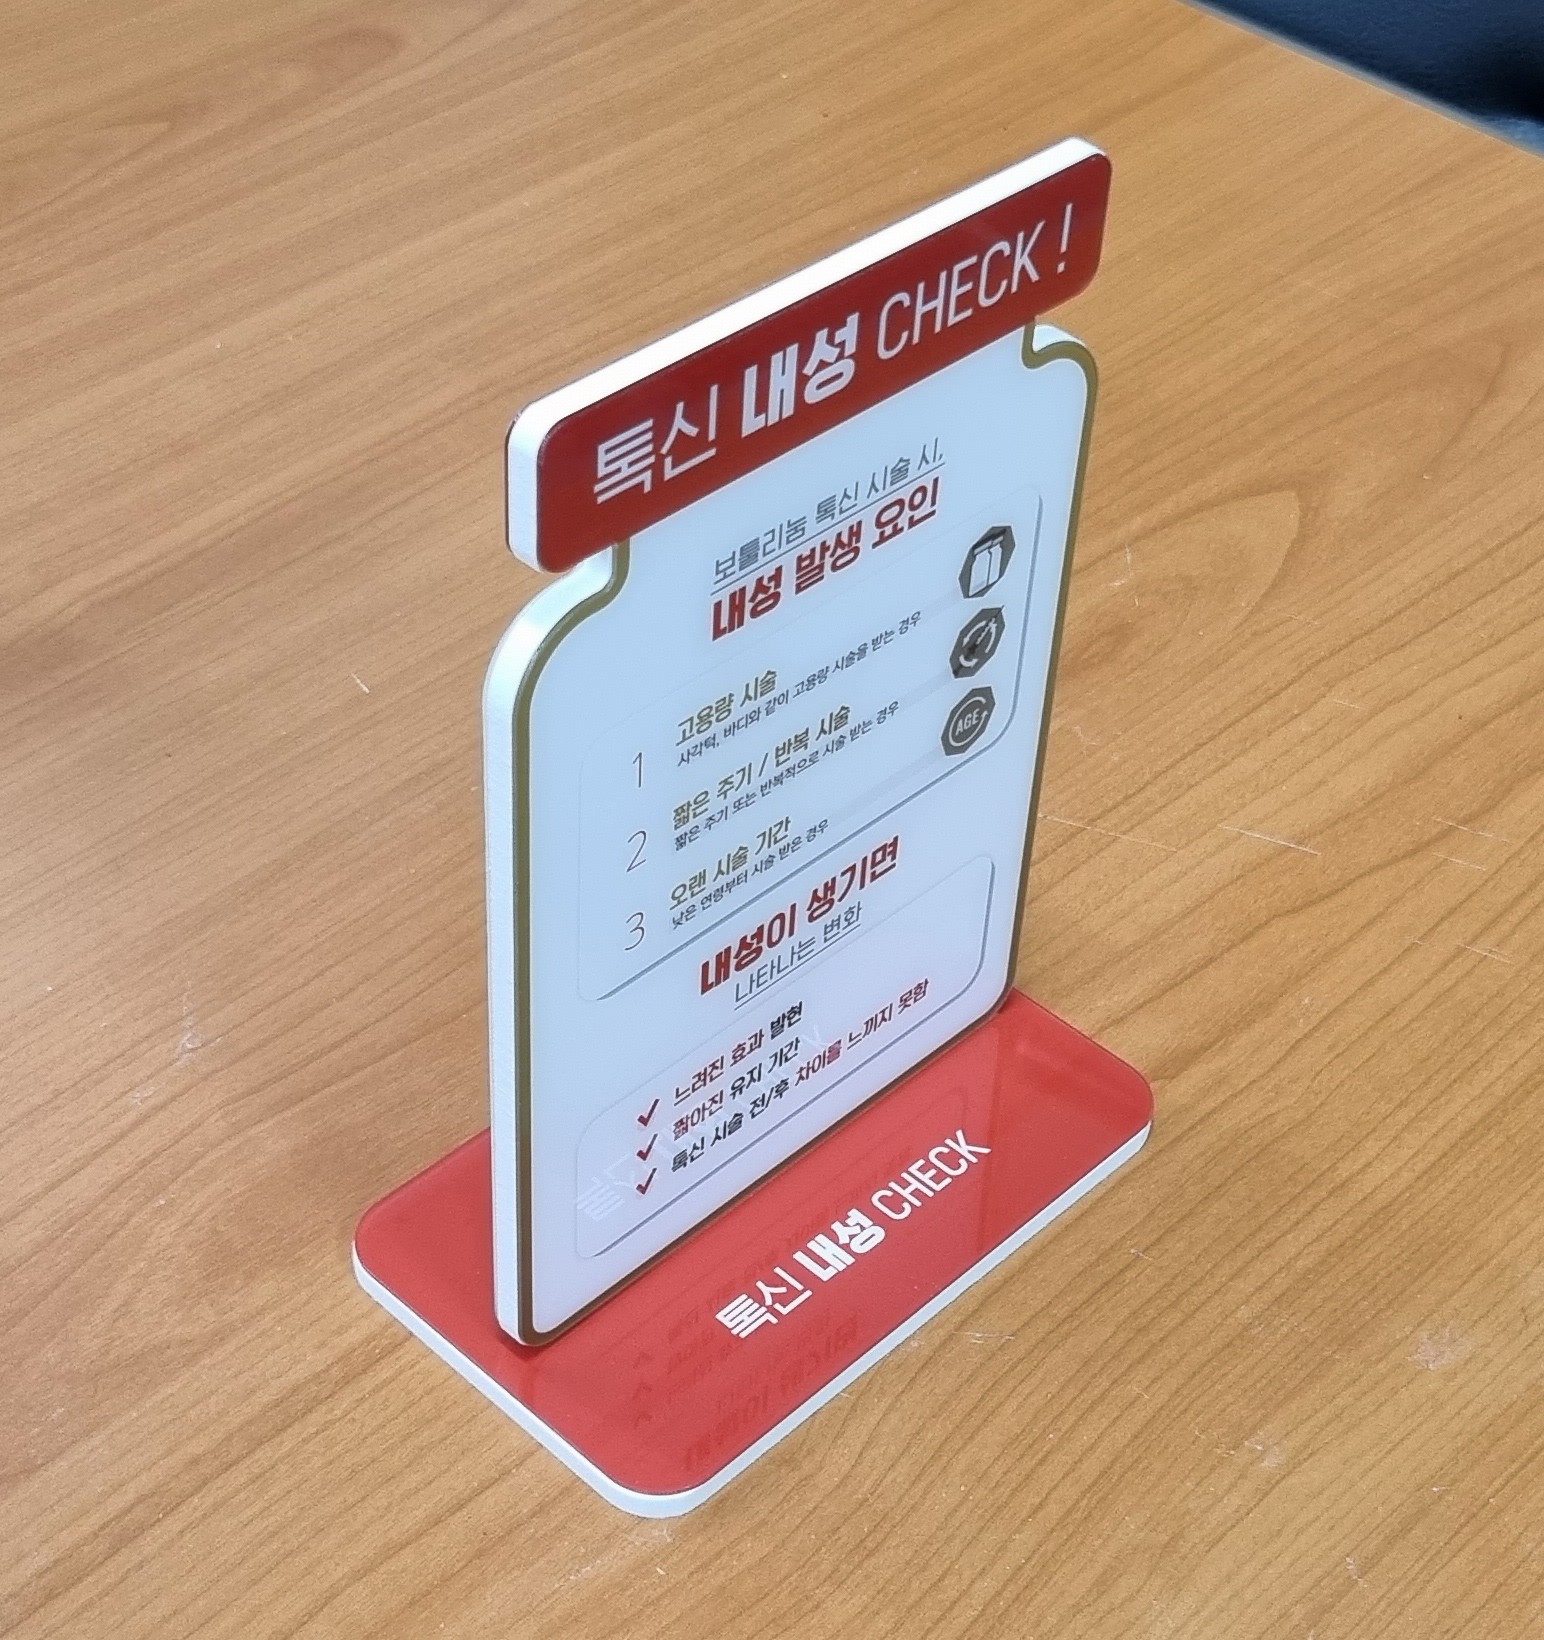 톡신 내성 CHECK !
보툴리눔 톡신 시술 시,
내성 발생 요인
1 고용량 시술
사각턱, 바디와 같이 고용량 시술을 받는 경우
2 짧은 주기 / 반복 시술
짧은 주기 또는 반복적으로 시술 받는 경우
3 오랜 시술 기간
낮은 연령부터 시술 받은 경우
AGE
내성이 생기면
나타나는 변화
느려진 효과 발현
짧아진 유지 기간
톡신 시술 전/후 차이를 느끼지 못함
톡신 내성 CHECK